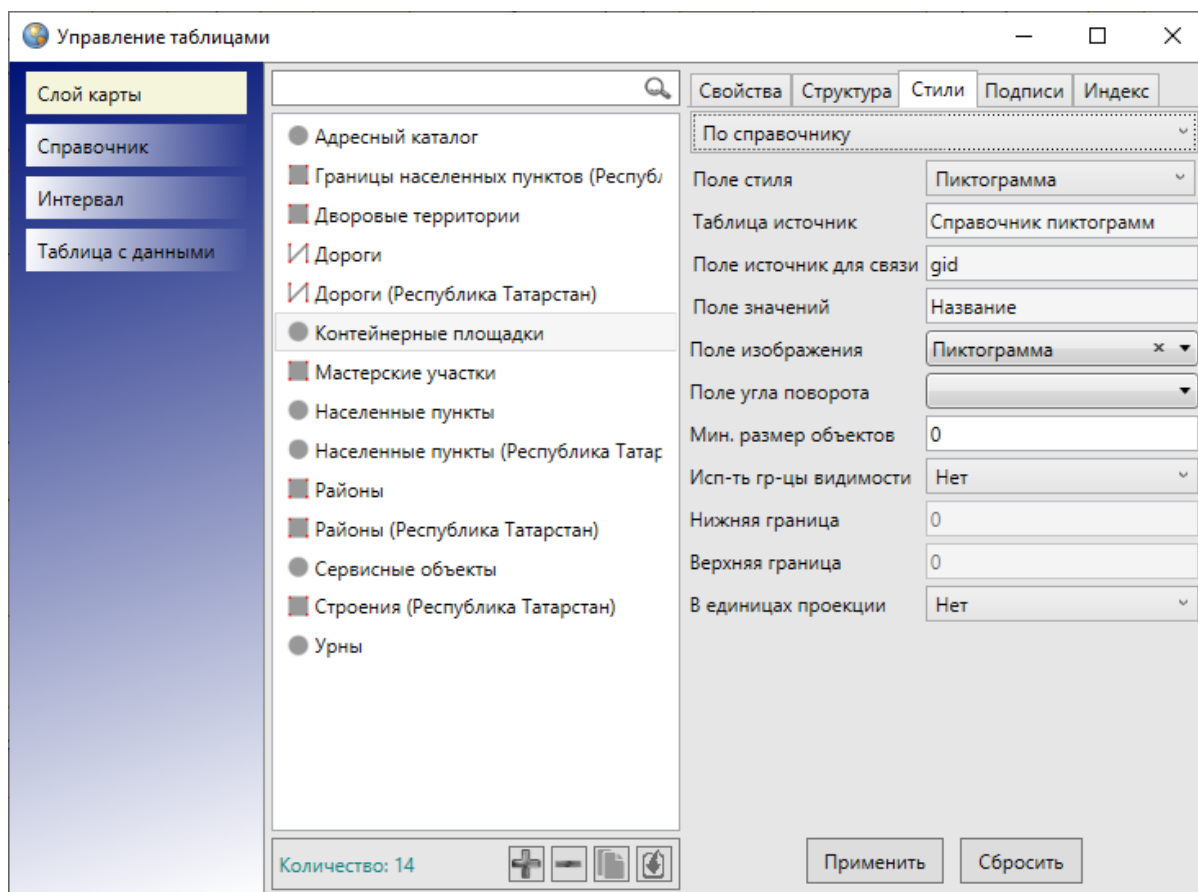 Управление таблицами
Слой карты
Справочник
Интервал
Таблица с данными
Адресный каталог
Границы населенных пунктов (Республ
Дворовые территории
Дороги
Дороги (Республика Татарстан)
Контейнерные площадки
Мастерские участки
Населенные пункты
Населенные пункты (Республика Татар
Районы
Районы (Республика Татарстан)
Сервисные объекты
Строения (Республика Татарстан)
Урны
Количество: 14
Свойства Структура Стили Подписи Индекс
По справочнику
Поле стиля Пиктограмма
Таблица источник Справочник пиктограмм
Поле источник для связи gid
Поле значений Название
Поле изображения Пиктограмма
Поле угла поворота
Мин. размер объектов 0
Исп-ть гр-цы видимости Нет
Нижняя граница 0
Верхняя граница 0
В единицах проекции Нет
Применить Сбросить